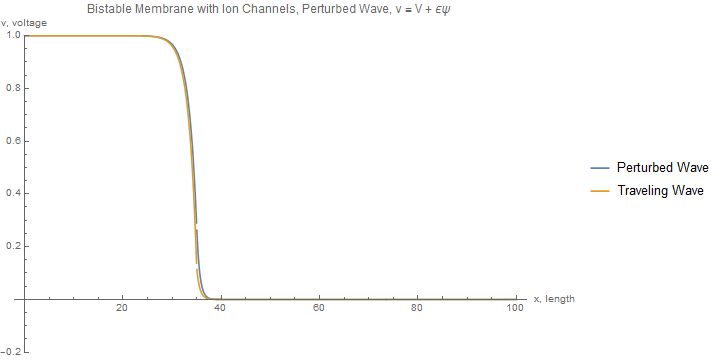 Bistable Membrane with Ion Channels, Perturbed Wave, v = V + ϵψ
v, voltage
1.0
0.8
0.6
0.4
0.2
-0.2
20
40
60
80
100
x, length
Perturbed Wave
Traveling Wave